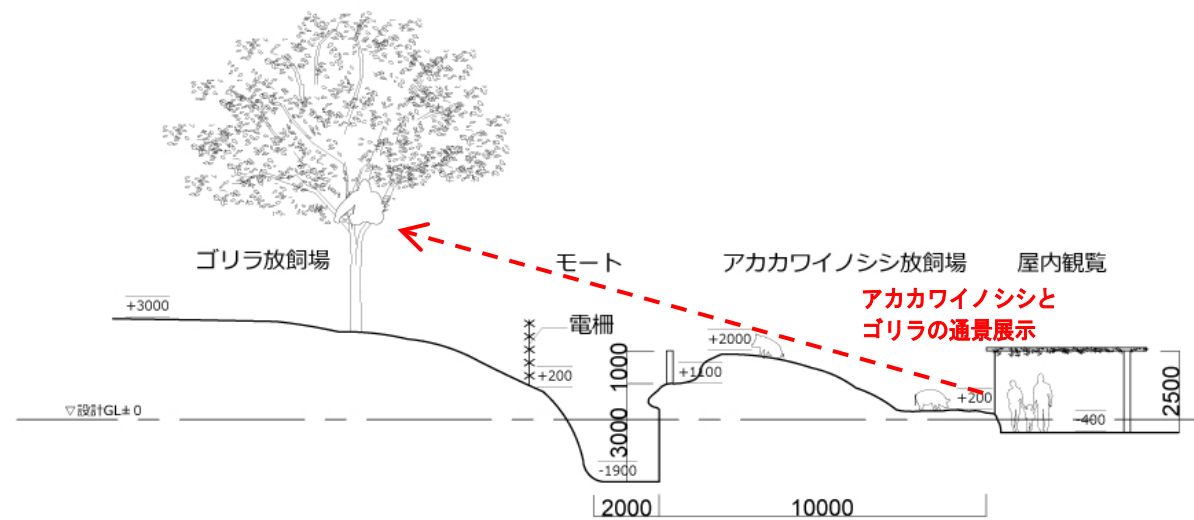 ゴリラ放飼場
モート
アカカワイノシシ放飼場
屋内観覧
アカカワイノシシと
ゴリラの通景展示
+3000
電柵
+2000
1000
+200
+1100
+200
2500
▽設計GL±0
-400
3000
-1900
2000
10000